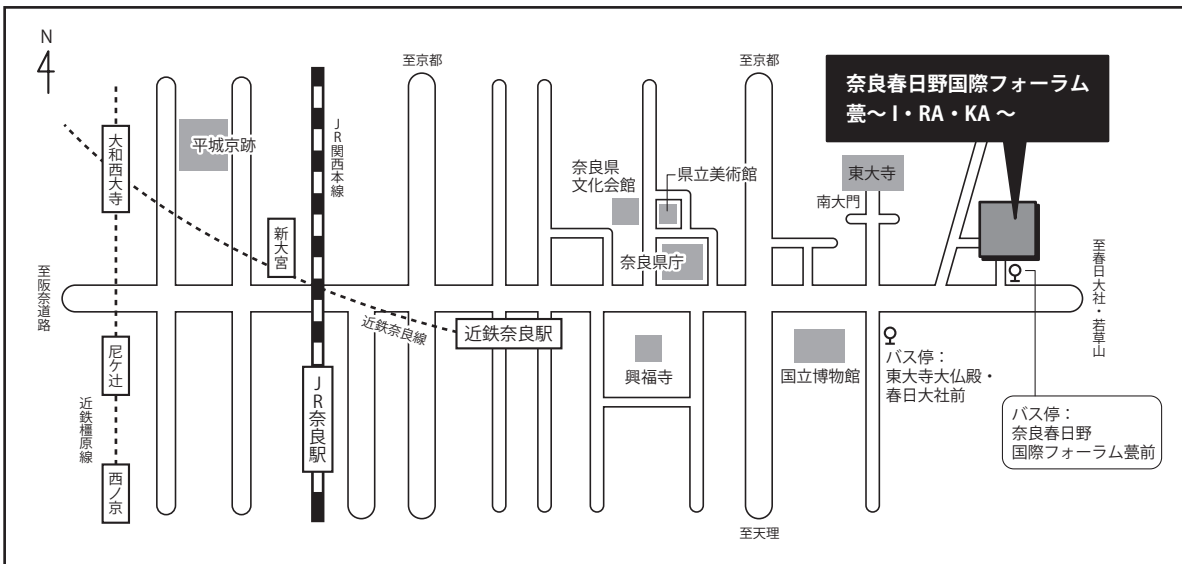 N
至京都
至京都
奈良春日野国際フォーラム
甍〜 I・RA・KA 〜
大和西大寺
平城京跡
JR関西本線
奈良県
文化会館
県立美術館
東大寺
南大門
新大宮
奈良県庁
至阪奈道路
至春日大社・若草山
近鉄奈良線
近鉄奈良駅
尼ケ辻
興福寺
国立博物館
バス停：
東大寺大仏殿・
春日大社前
JR奈良駅
近鉄橿原線
バス停：
奈良春日野
国際フォーラム甍前
西ノ京
至天理